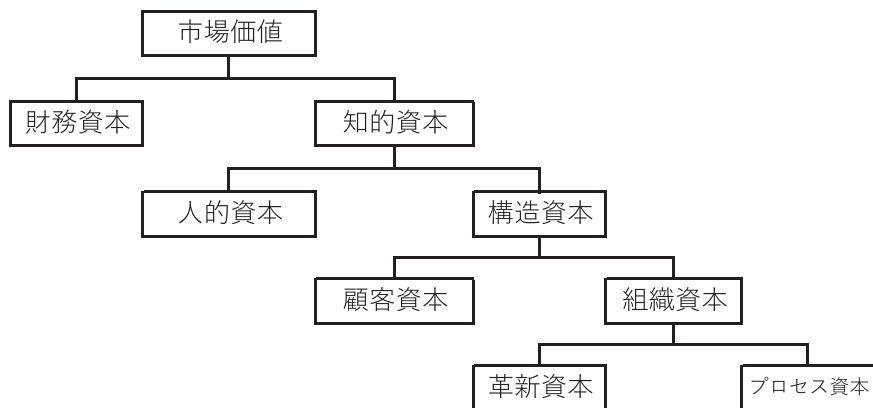 市場価値
財務資本
知的資本
人的資本
構造資本
顧客資本
組織資本
革新資本
プロセス資本